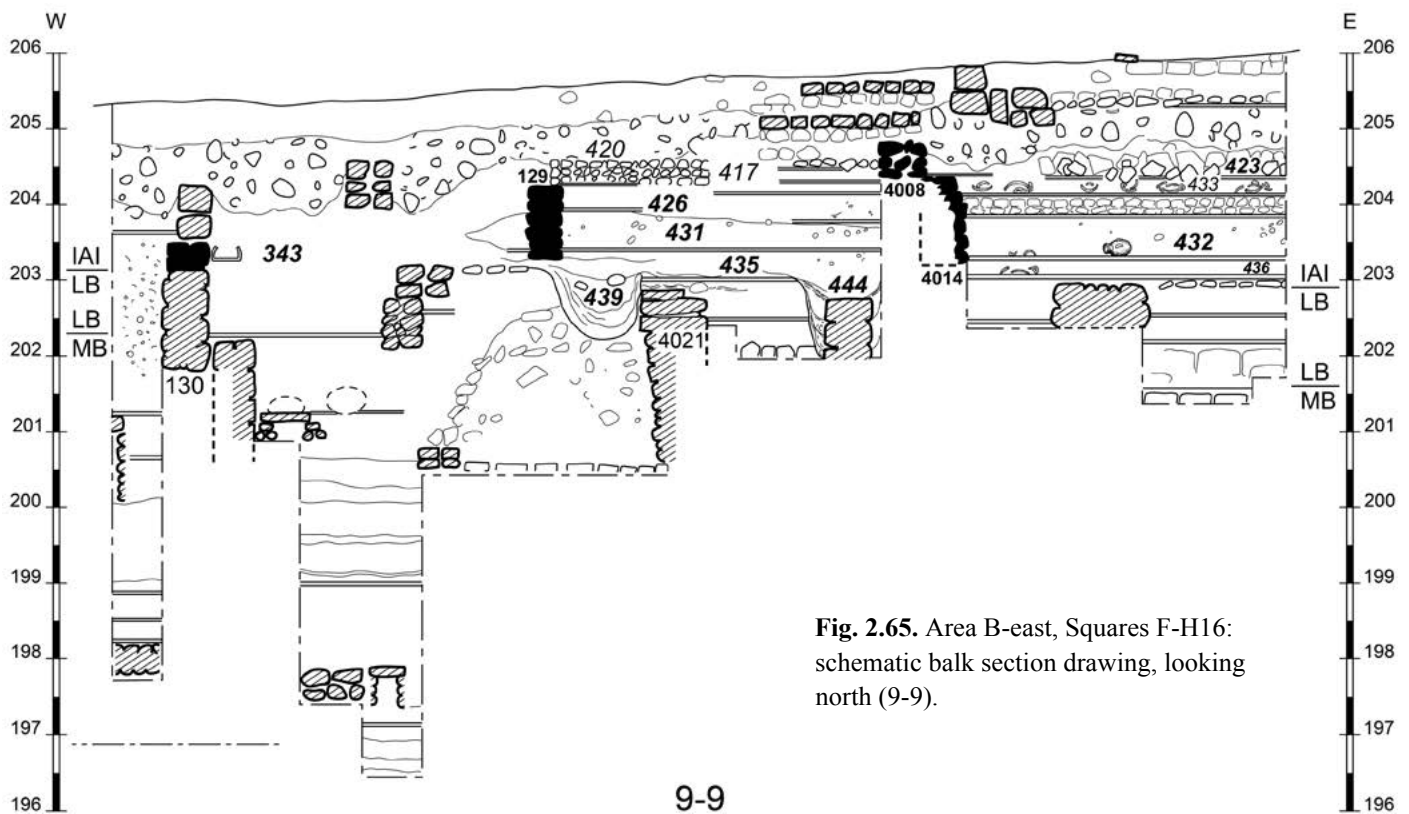 W E
206 206
205 205
420
417
129
4008
423
433
204 204
426
431
432
343
IAI
LB
203 203
435
436
IAI
LB
439
444
4014
LB
MB
202 202
4021
130
LB
MB
201 201
200 200
199 199
198 198
197 197
196 196
Fig. 2.65. Area B-east, Squares F-H16:
schematic balk section drawing, looking
north (9-9).
9-9